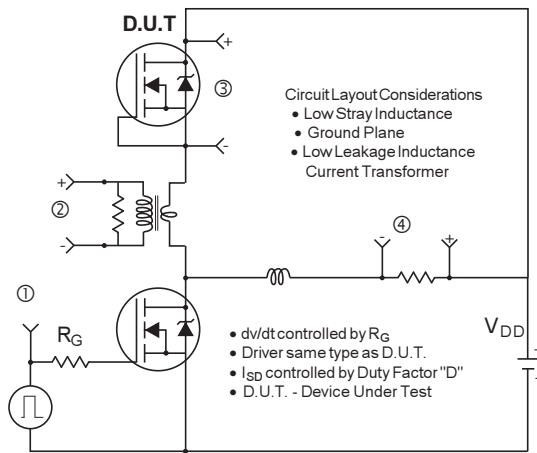 D.U.T
+
③
-
Circuit Layout Considerations
• Low Stray Inductance
• Ground Plane
• Low Leakage Inductance
Current Transformer
+
②
-
-
④
+
①
RG
• dv/dt controlled by RG
• Driver same type as D.U.T.
• ISD controlled by Duty Factor "D"
• D.U.T. - Device Under Test
VDD
+
-